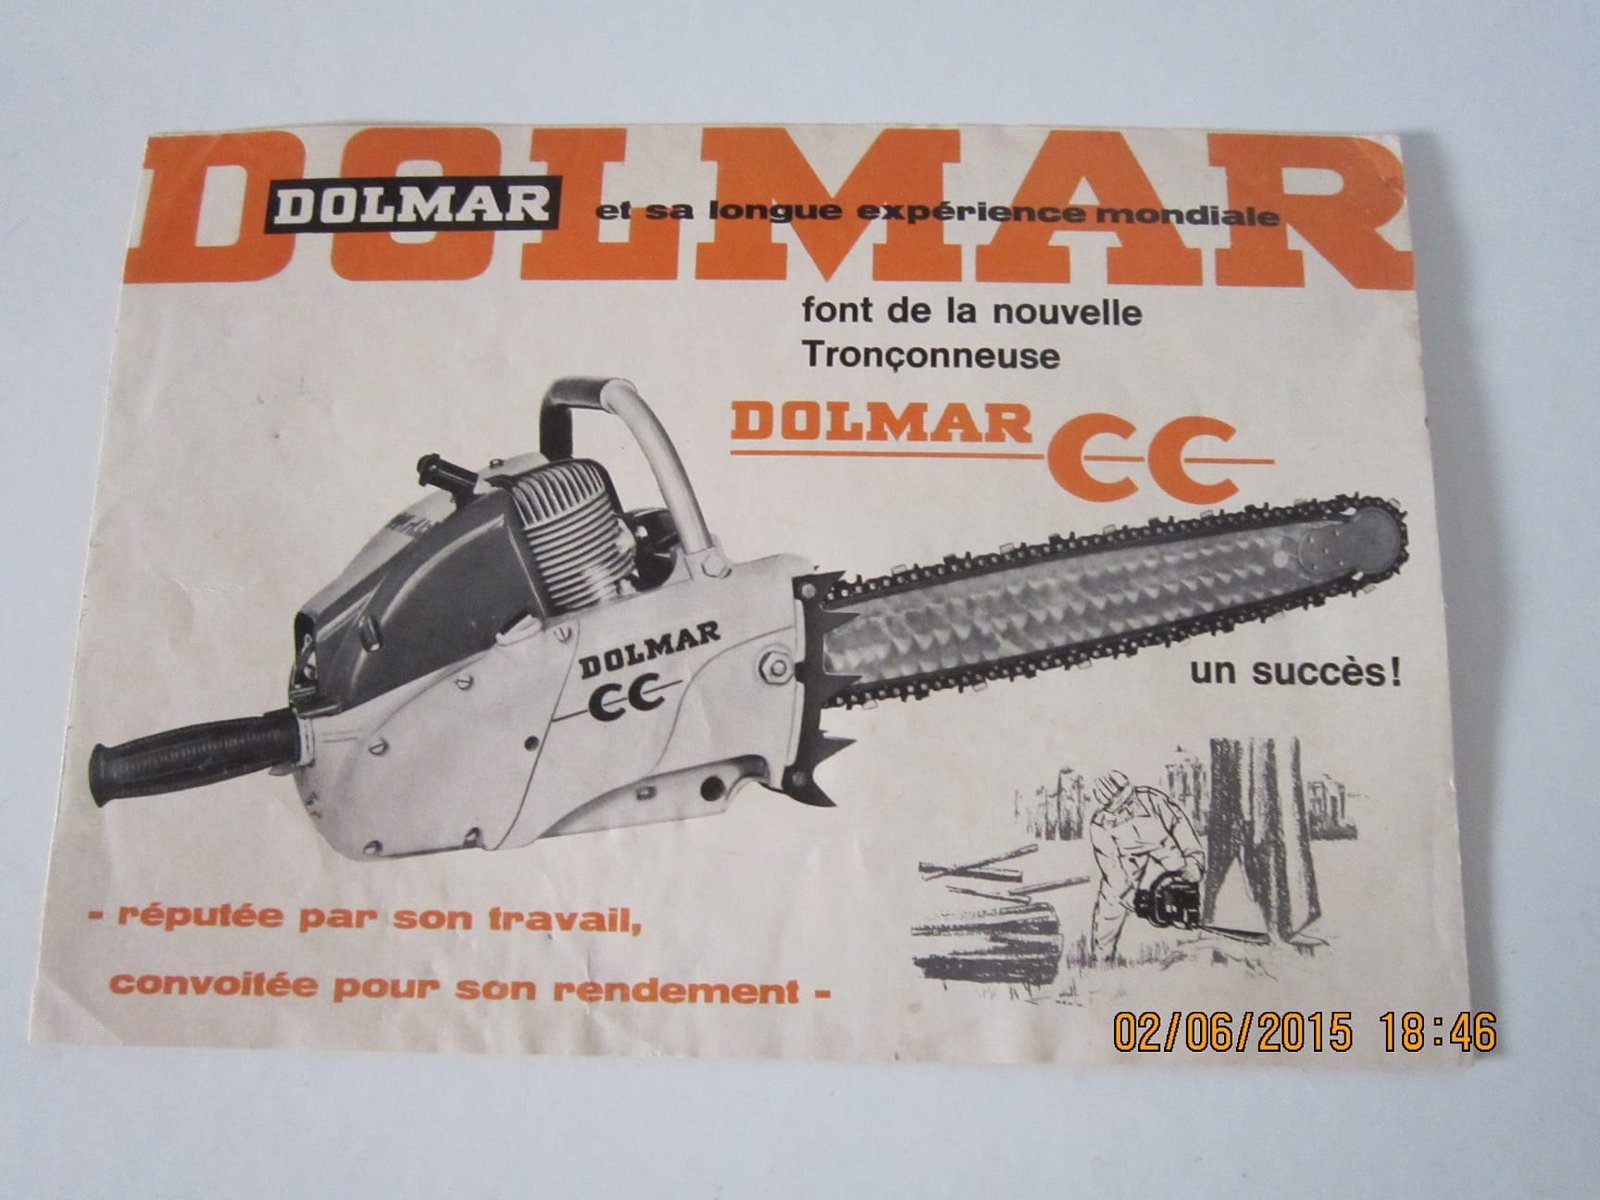 DOLMAR
DOLMAR et sa longue expérience mondiale
font de la nouvelle
Tronçonneuse
DOLMAR CC
DOLMAR
CC
un succès!
- réputée par son travail,
convoitée pour son rendement -
02/06/2015 18:46